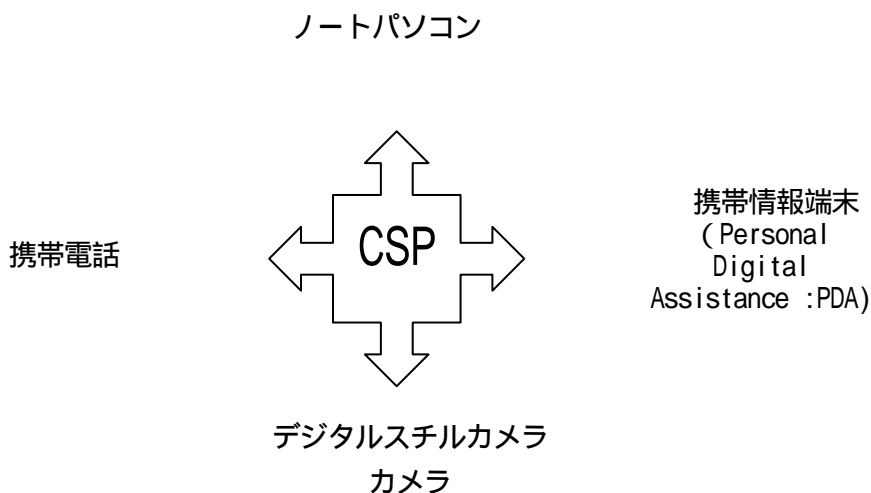 ノートパソコン
携帯電話
CSP
携帯情報端末
(Personal
Digital
Assistance :PDA)
デジタルスチルカメラ
カメラ